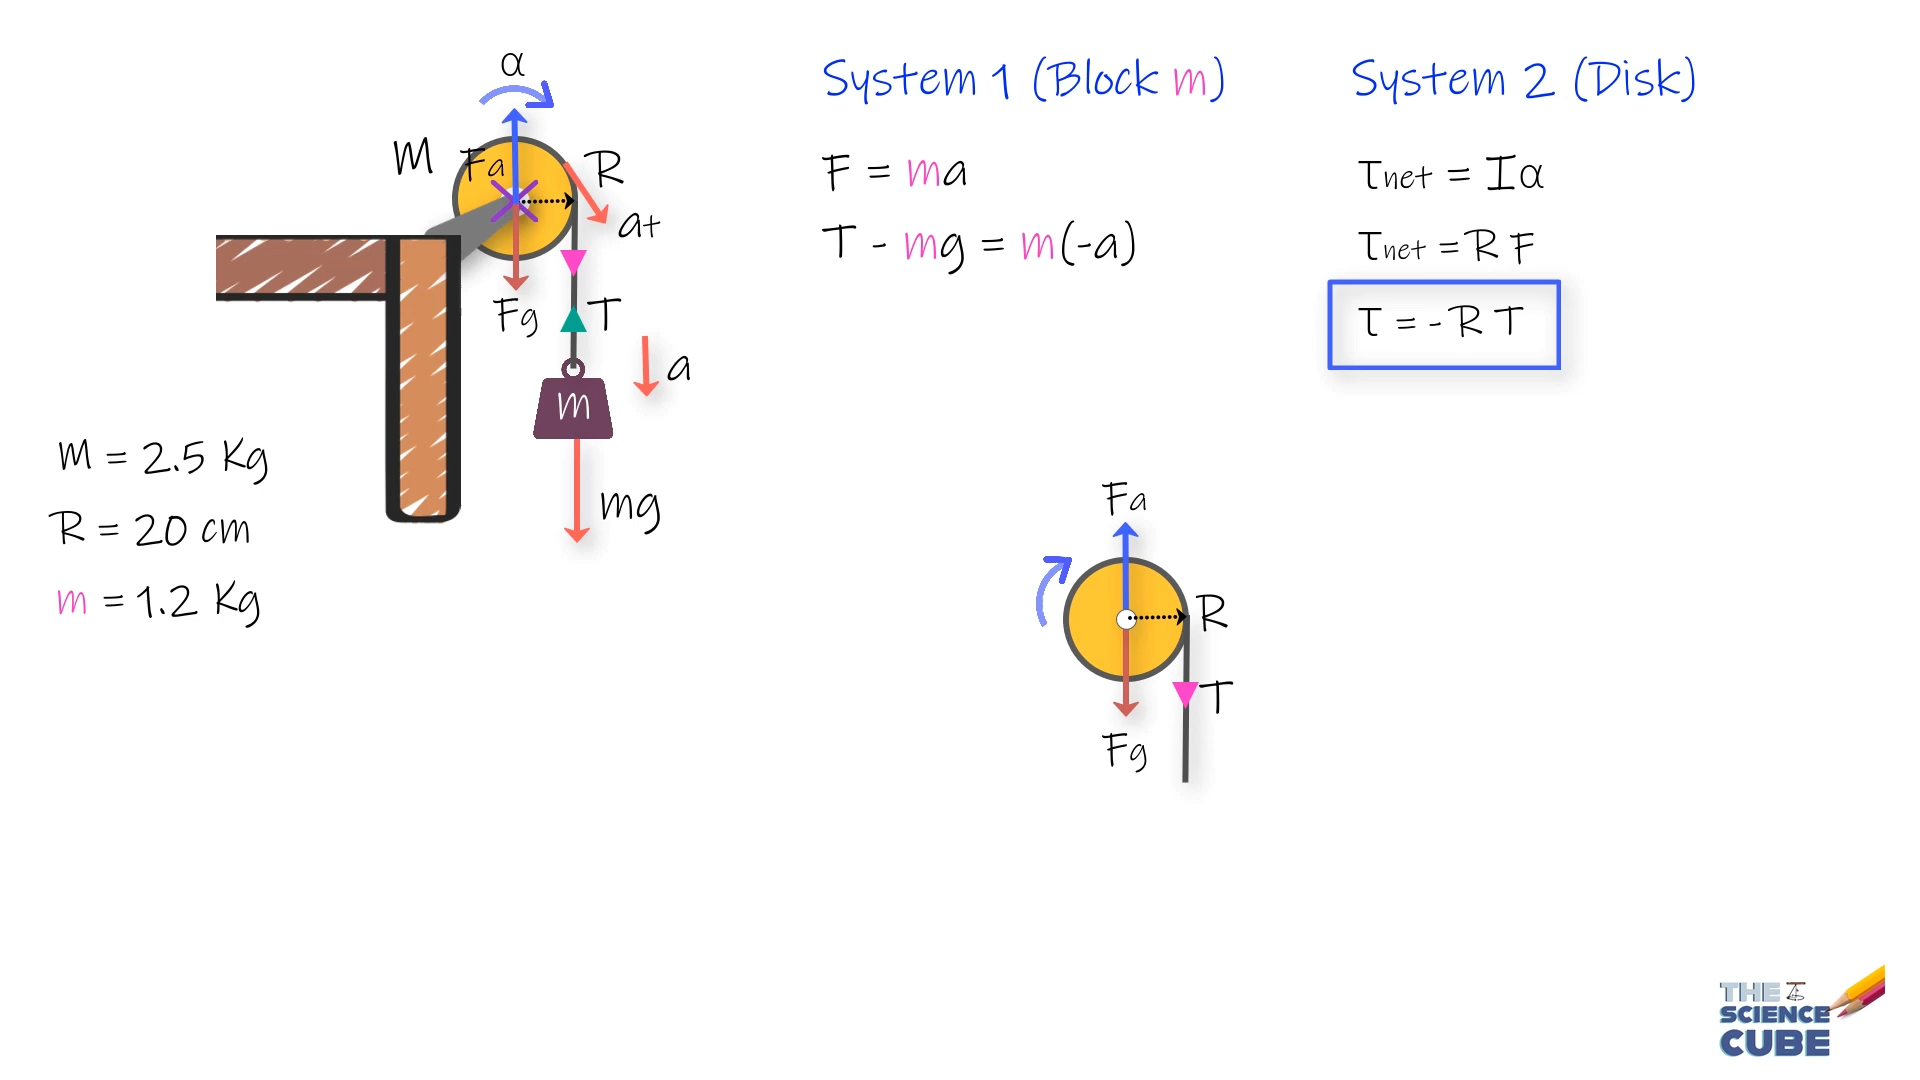 α
M
Fa
R
at
Fg
T
a
m
mg
M = 2.5 Kg
R = 20 cm
m = 1.2 Kg
System 1 (Block m)
F = ma
T - mg = m(-a)
System 2 (Disk)
τnet = Iα
τnet = R F
τ = - R T
Fa
R
T
Fg
THE
SCIENCE
CUBE